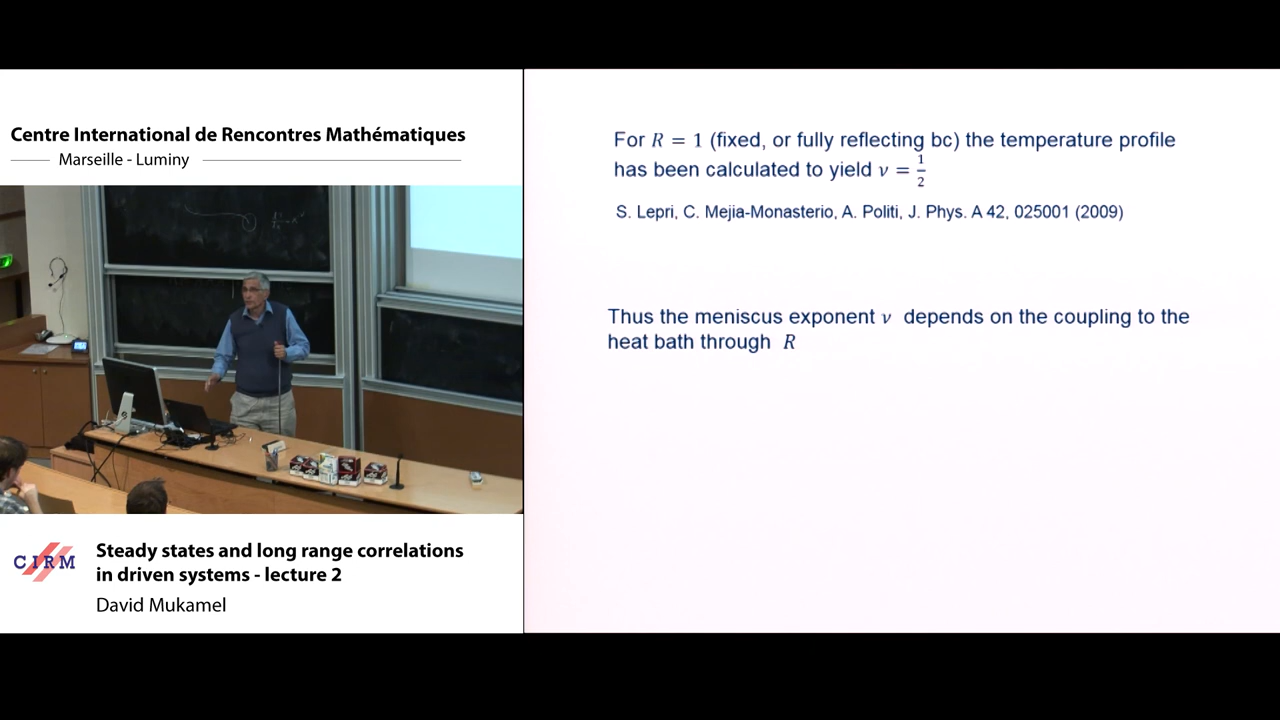 Centre International de Rencontres Mathématiques
Marseille - Luminy
CIRM
Steady states and long range correlations
in driven systems - lecture 2
David Mukamel
For R = 1 (fixed, or fully reflecting bc) the temperature profile
has been calculated to yield ν = 1/2
S. Lepri, C. Mejia-Monasterio, A. Politi, J. Phys. A 42, 025001 (2009)
Thus the meniscus exponent ν depends on the coupling to the
heat bath through R